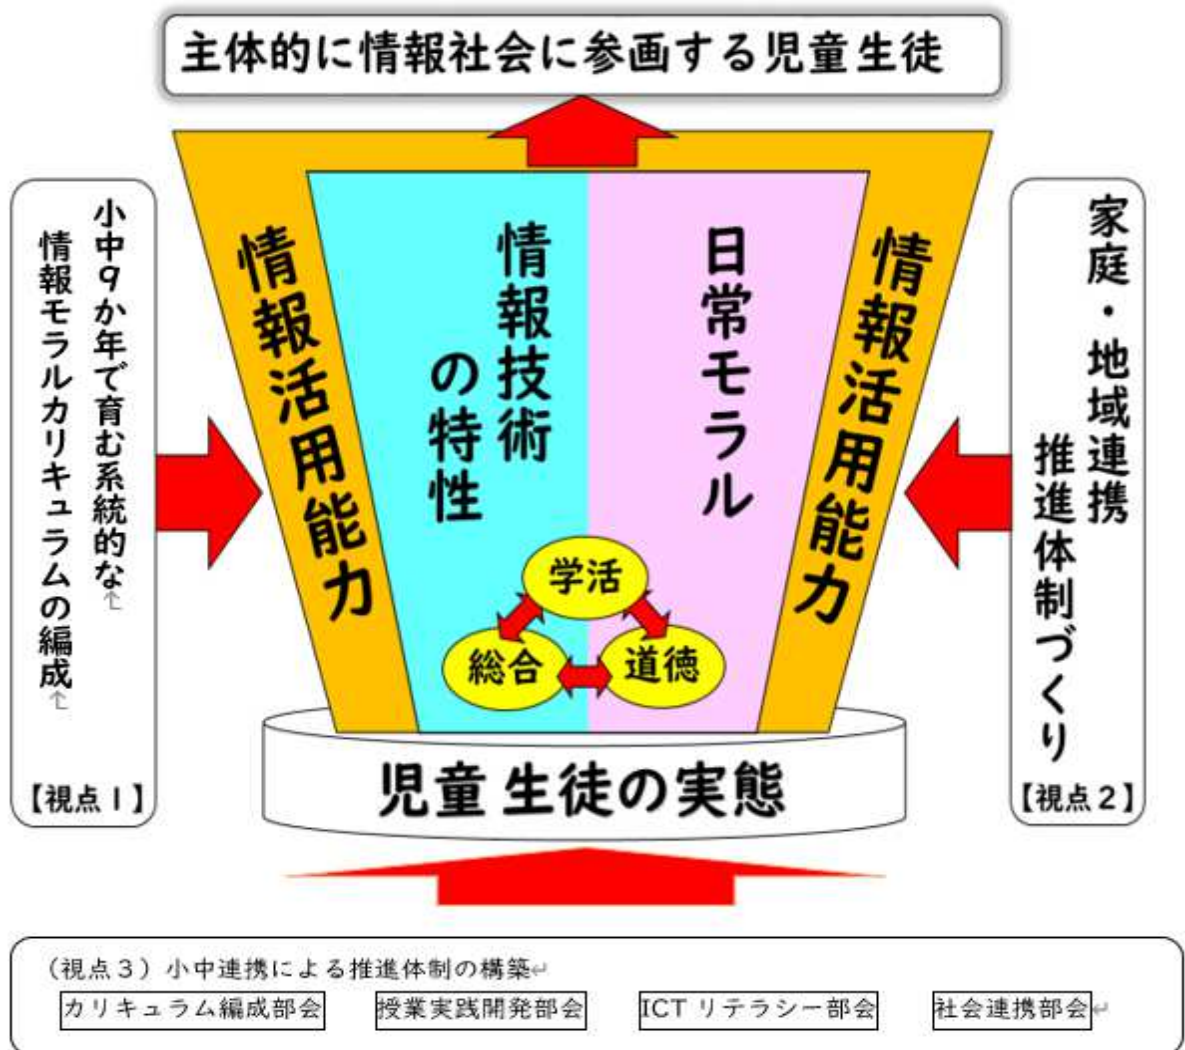 主体的に情報社会に参画する児童生徒
小中9か年で育む系統的な
情報モラルカリキュラムの編成
【視点1】
情報活用能力
情報技術
の特性
日常モラル
情報活用能力
家庭・地域連携
推進体制づくり
【視点2】
学活
総合
道徳
児童生徒の実態
(視点3)小中連携による推進体制の構築
カリキュラム編成部会 授業実践開発部会 ICTリテラシー部会 社会連携部会